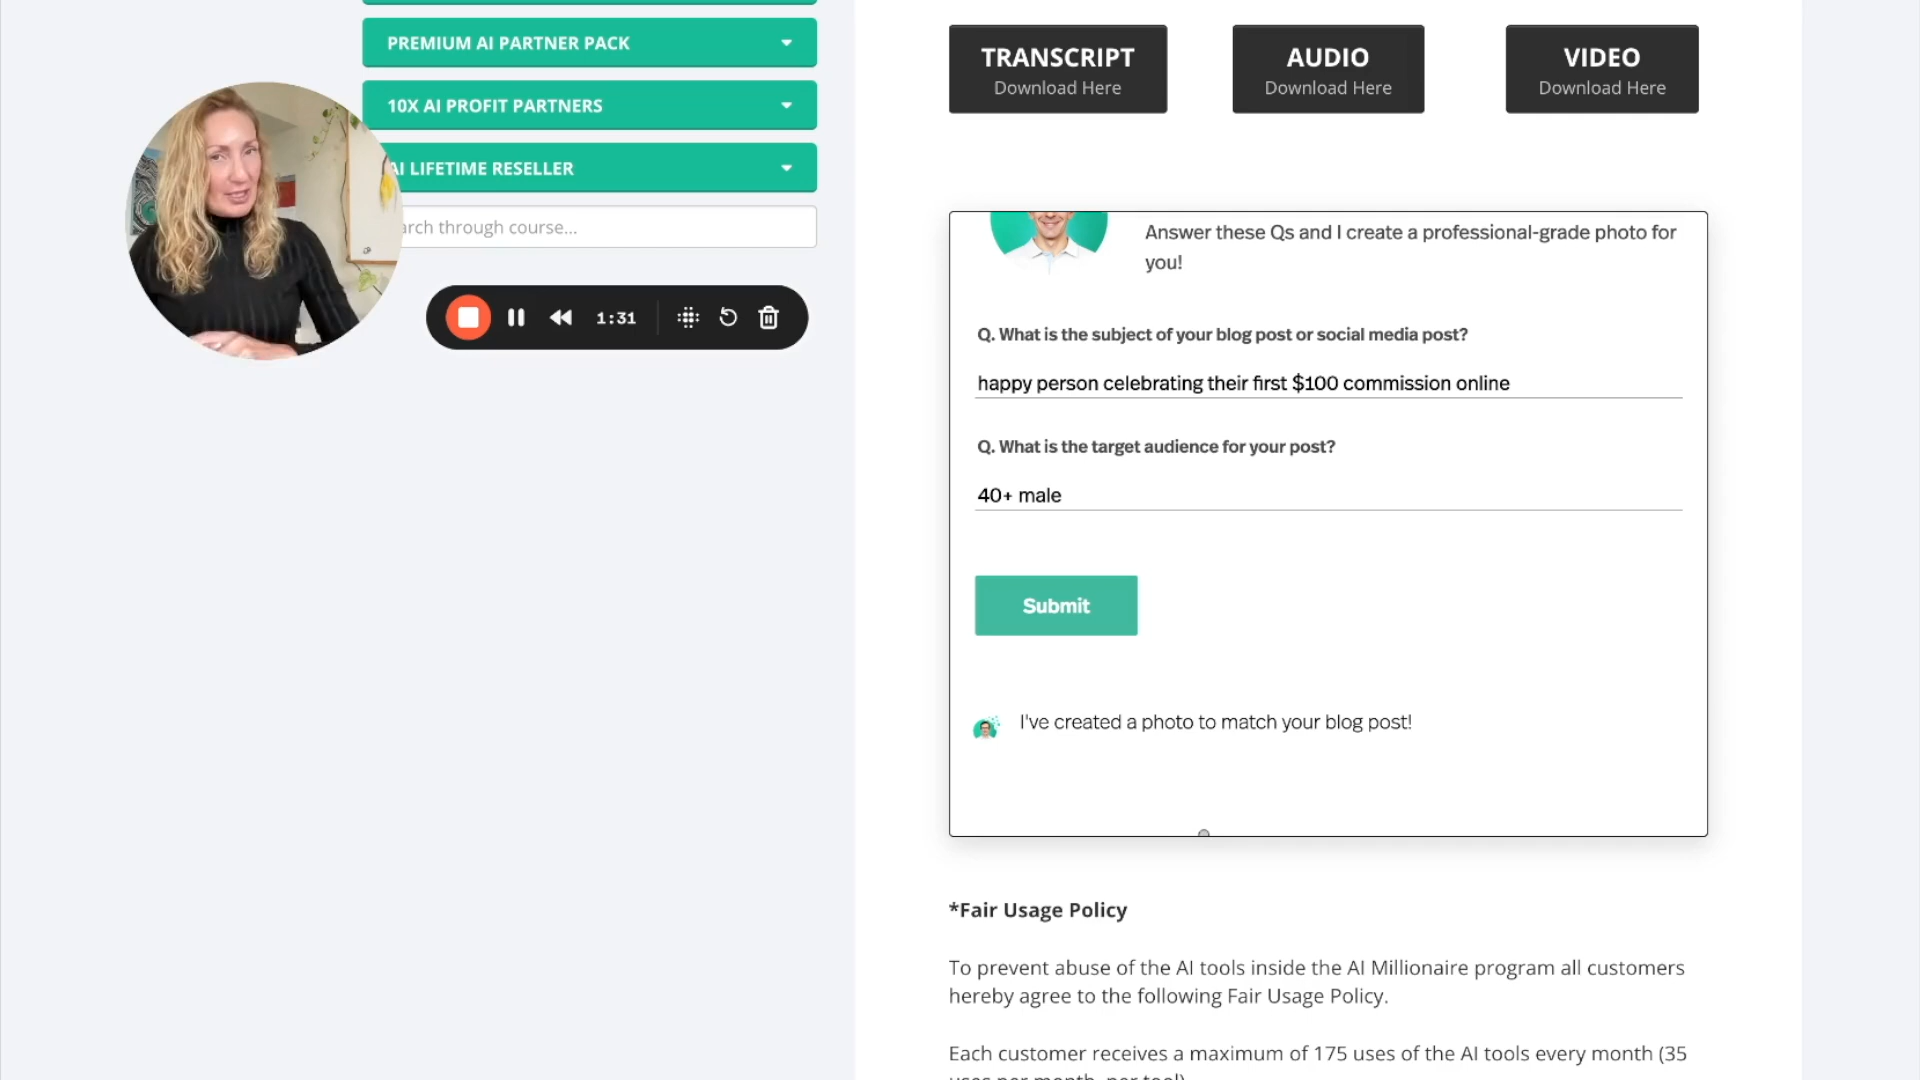 PREMIUM AI PARTNER PACK
10X AI PROFIT PARTNERS
AI LIFETIME RESELLER
arch through course...
1:31
TRANSCRIPT
Download Here
AUDIO
Download Here
VIDEO
Download Here
Answer these Qs and I create a professional-grade photo for
you!
Q. What is the subject of your blog post or social media post?
happy person celebrating their first $100 commission online
Q. What is the target audience for your post?
40+ male
Submit
I've created a photo to match your blog post!
*Fair Usage Policy
To prevent abuse of the AI tools inside the AI Millionaire program all customers
hereby agree to the following Fair Usage Policy.
Each customer receives a maximum of 175 uses of the AI tools every month (35
uses per month, per tool)